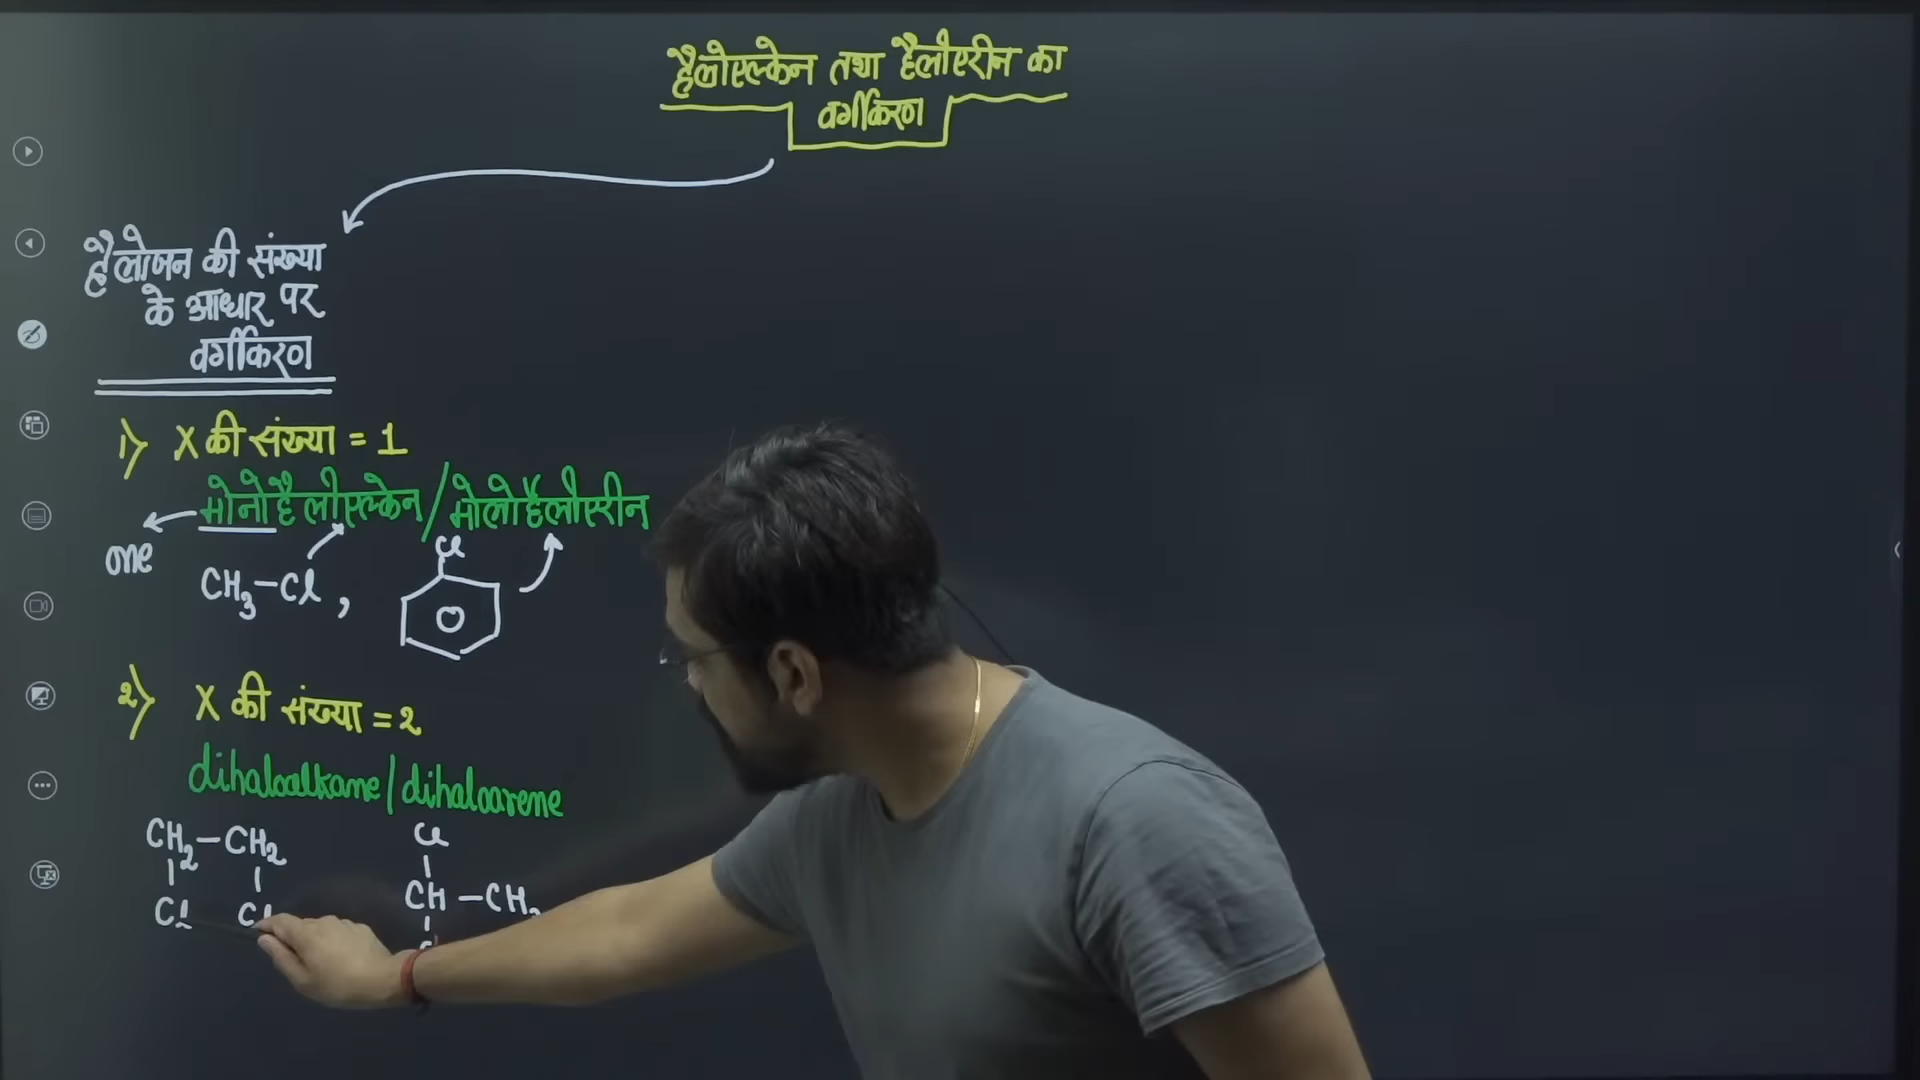 हैलोएल्केन तथा हैलोएरीन का
वर्गीकरण
हैलोजन की संख्या
के आधार पर
वर्गीकरण
1) X की संख्या = 1
मोनोहैलोएल्केन/मोलोहैलोएरीन
one
CH3-Cl,
Cl
2) X की संख्या = 2
dihaloalkane/dihaloarene
CH2-CH2
Cl Cl
Cl
CH-CH3